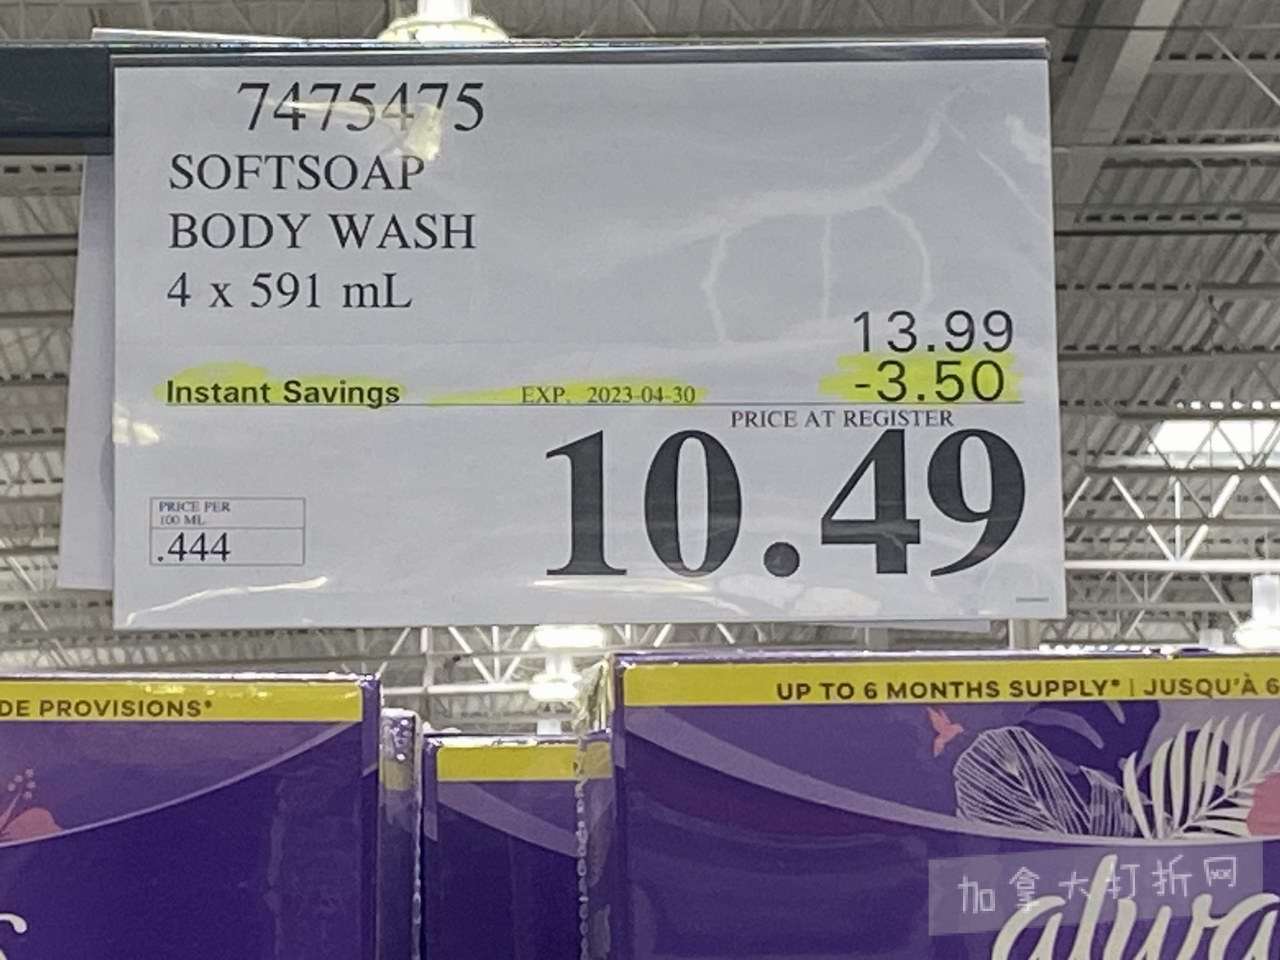 7475475
SOFTSOAP
BODY WASH
4 x 591 mL
13.99
Instant Savings EXP. 2023-04-30 -3.50
PRICE AT REGISTER
10.49
PRICE PER
100 ML
.444
DE PROVISIONS*
UP TO 6 MONTHS SUPPLY* | JUSQU'À 6
加拿大打折网
alwa